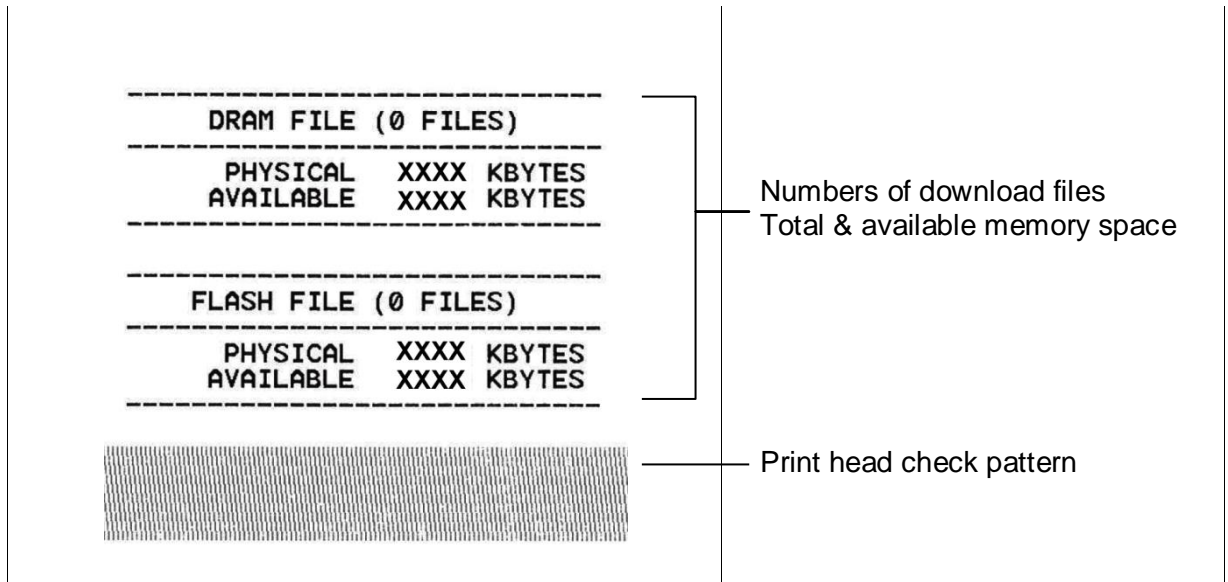 DRAM FILE (0 FILES)
PHYSICAL XXXX KBYTES
AVAILABLE XXXX KBYTES
FLASH FILE (0 FILES)
PHYSICAL XXXX KBYTES
AVAILABLE XXXX KBYTES
Numbers of download files
Total & available memory space
Print head check pattern